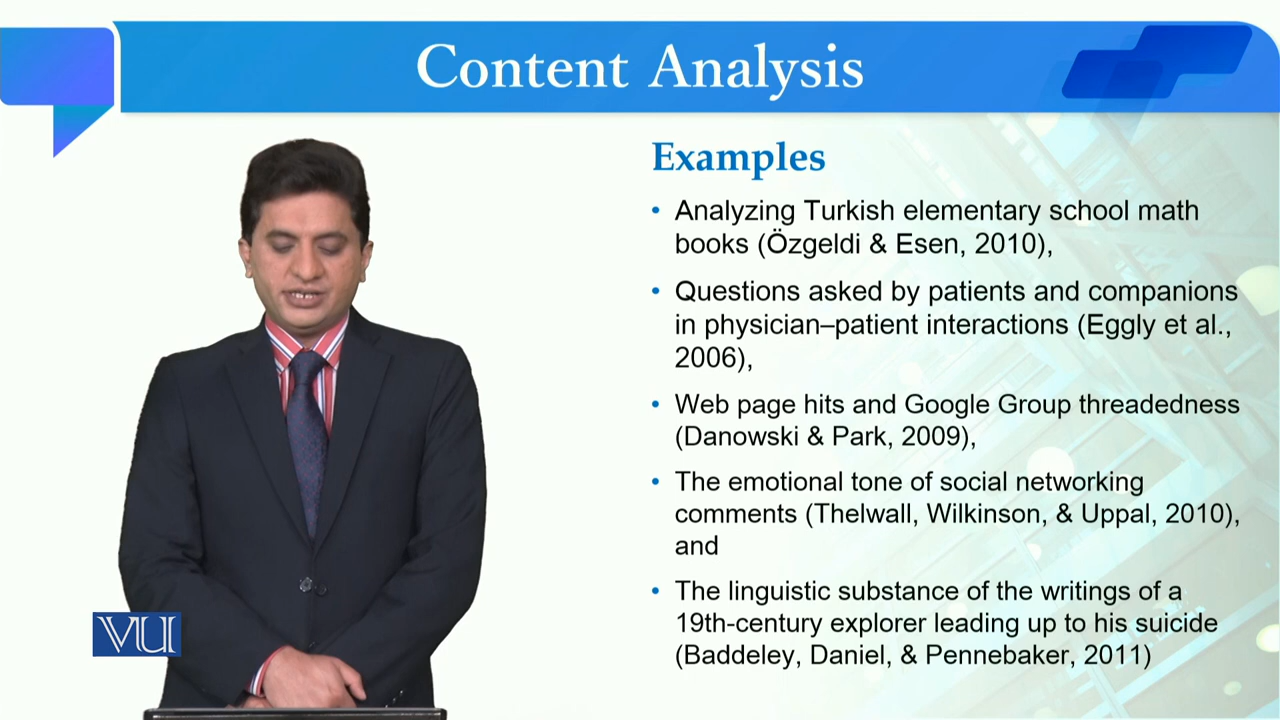 Content Analysis
Examples
• Analyzing Turkish elementary school math
books (Özgeldi & Esen, 2010),
• Questions asked by patients and companions
in physician–patient interactions (Eggly et al.,
2006),
• Web page hits and Google Group threadedness
(Danowski & Park, 2009),
• The emotional tone of social networking
comments (Thelwall, Wilkinson, & Uppal, 2010),
and
• The linguistic substance of the writings of a
19th-century explorer leading up to his suicide
(Baddeley, Daniel, & Pennebaker, 2011)
VU